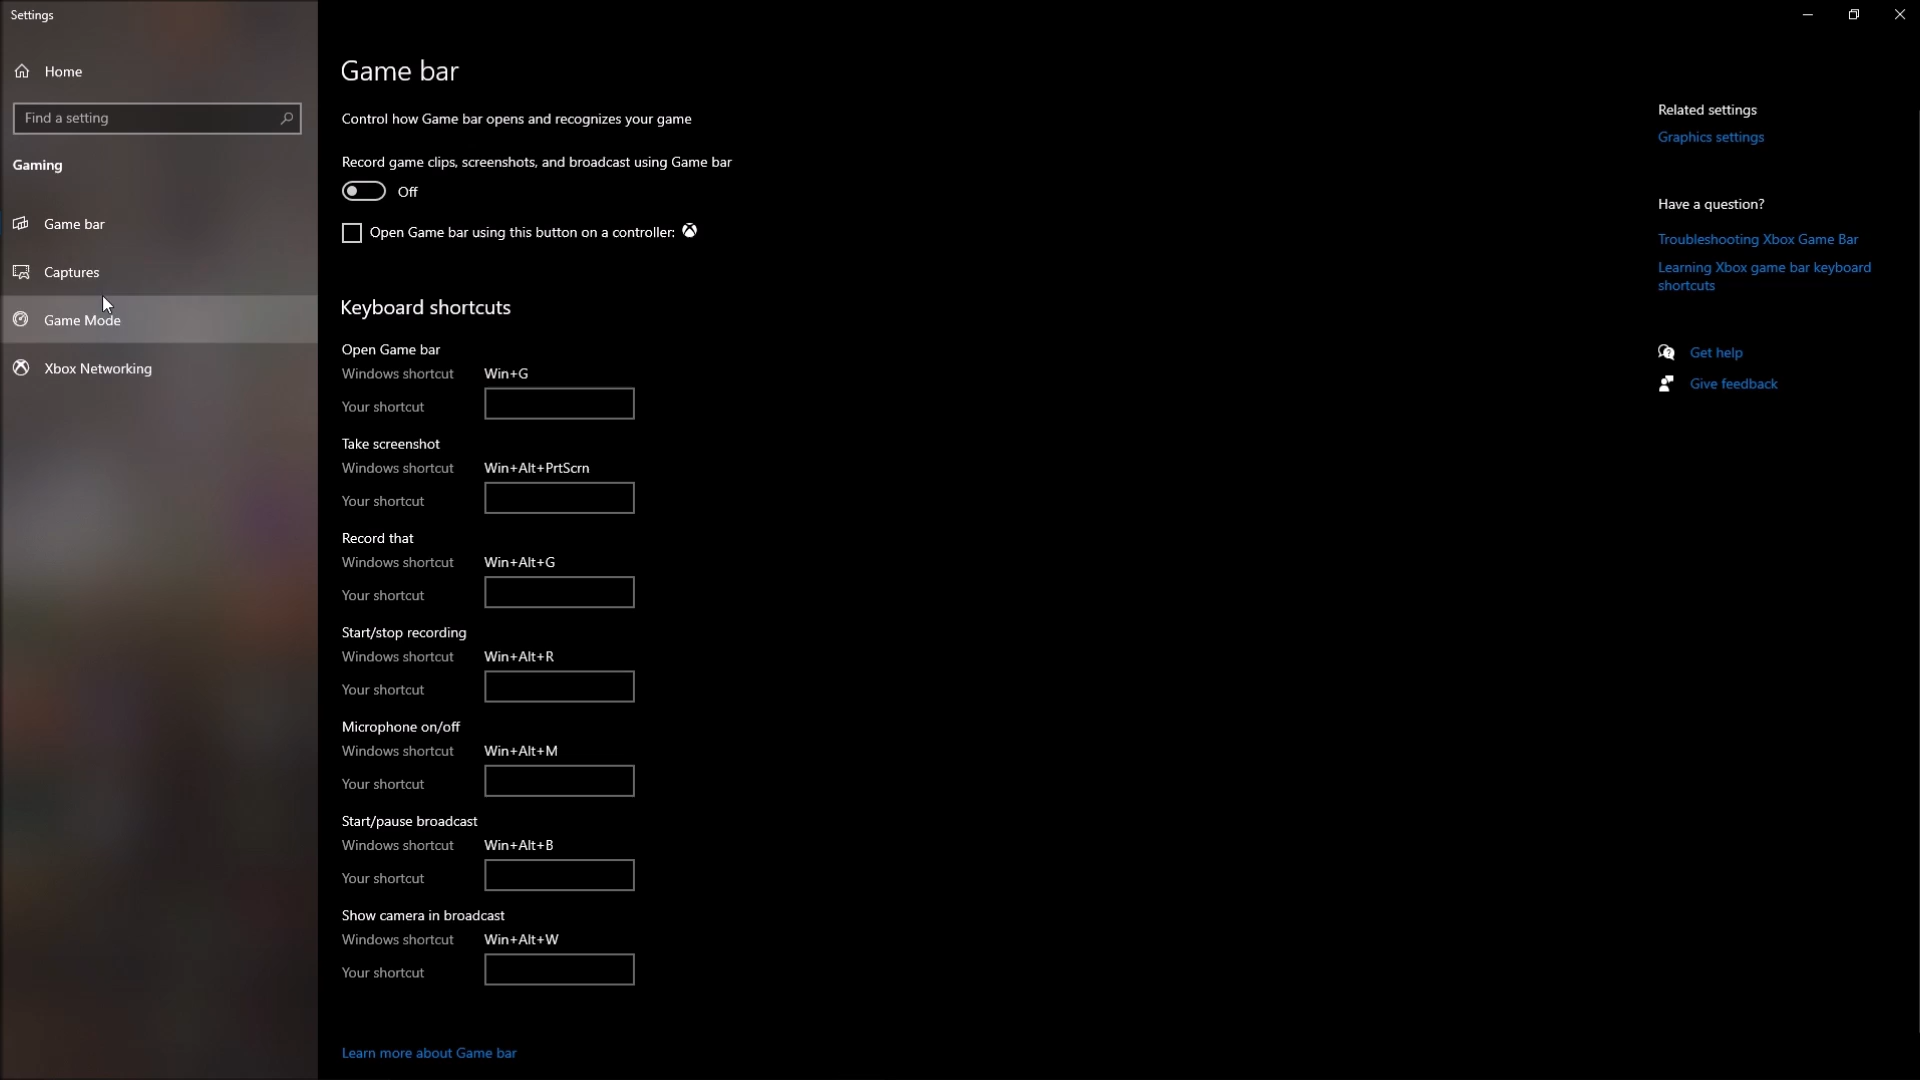 Settings
Home
Find a setting
Gaming
Game bar
Captures
Game Mode
Xbox Networking
Game bar
Control how Game bar opens and recognizes your game
Record game clips, screenshots, and broadcast using Game bar
Off
Open Game bar using this button on a controller:
Keyboard shortcuts
Open Game bar
Windows shortcut Win+G
Your shortcut
Take screenshot
Windows shortcut Win+Alt+PrtScrn
Your shortcut
Record that
Windows shortcut Win+Alt+G
Your shortcut
Start/stop recording
Windows shortcut Win+Alt+R
Your shortcut
Microphone on/off
Windows shortcut Win+Alt+M
Your shortcut
Start/pause broadcast
Windows shortcut Win+Alt+B
Your shortcut
Show camera in broadcast
Windows shortcut Win+Alt+W
Your shortcut
Learn more about Game bar
Related settings
Graphics settings
Have a question?
Troubleshooting Xbox Game Bar
Learning Xbox game bar keyboard
shortcuts
Get help
Give feedback